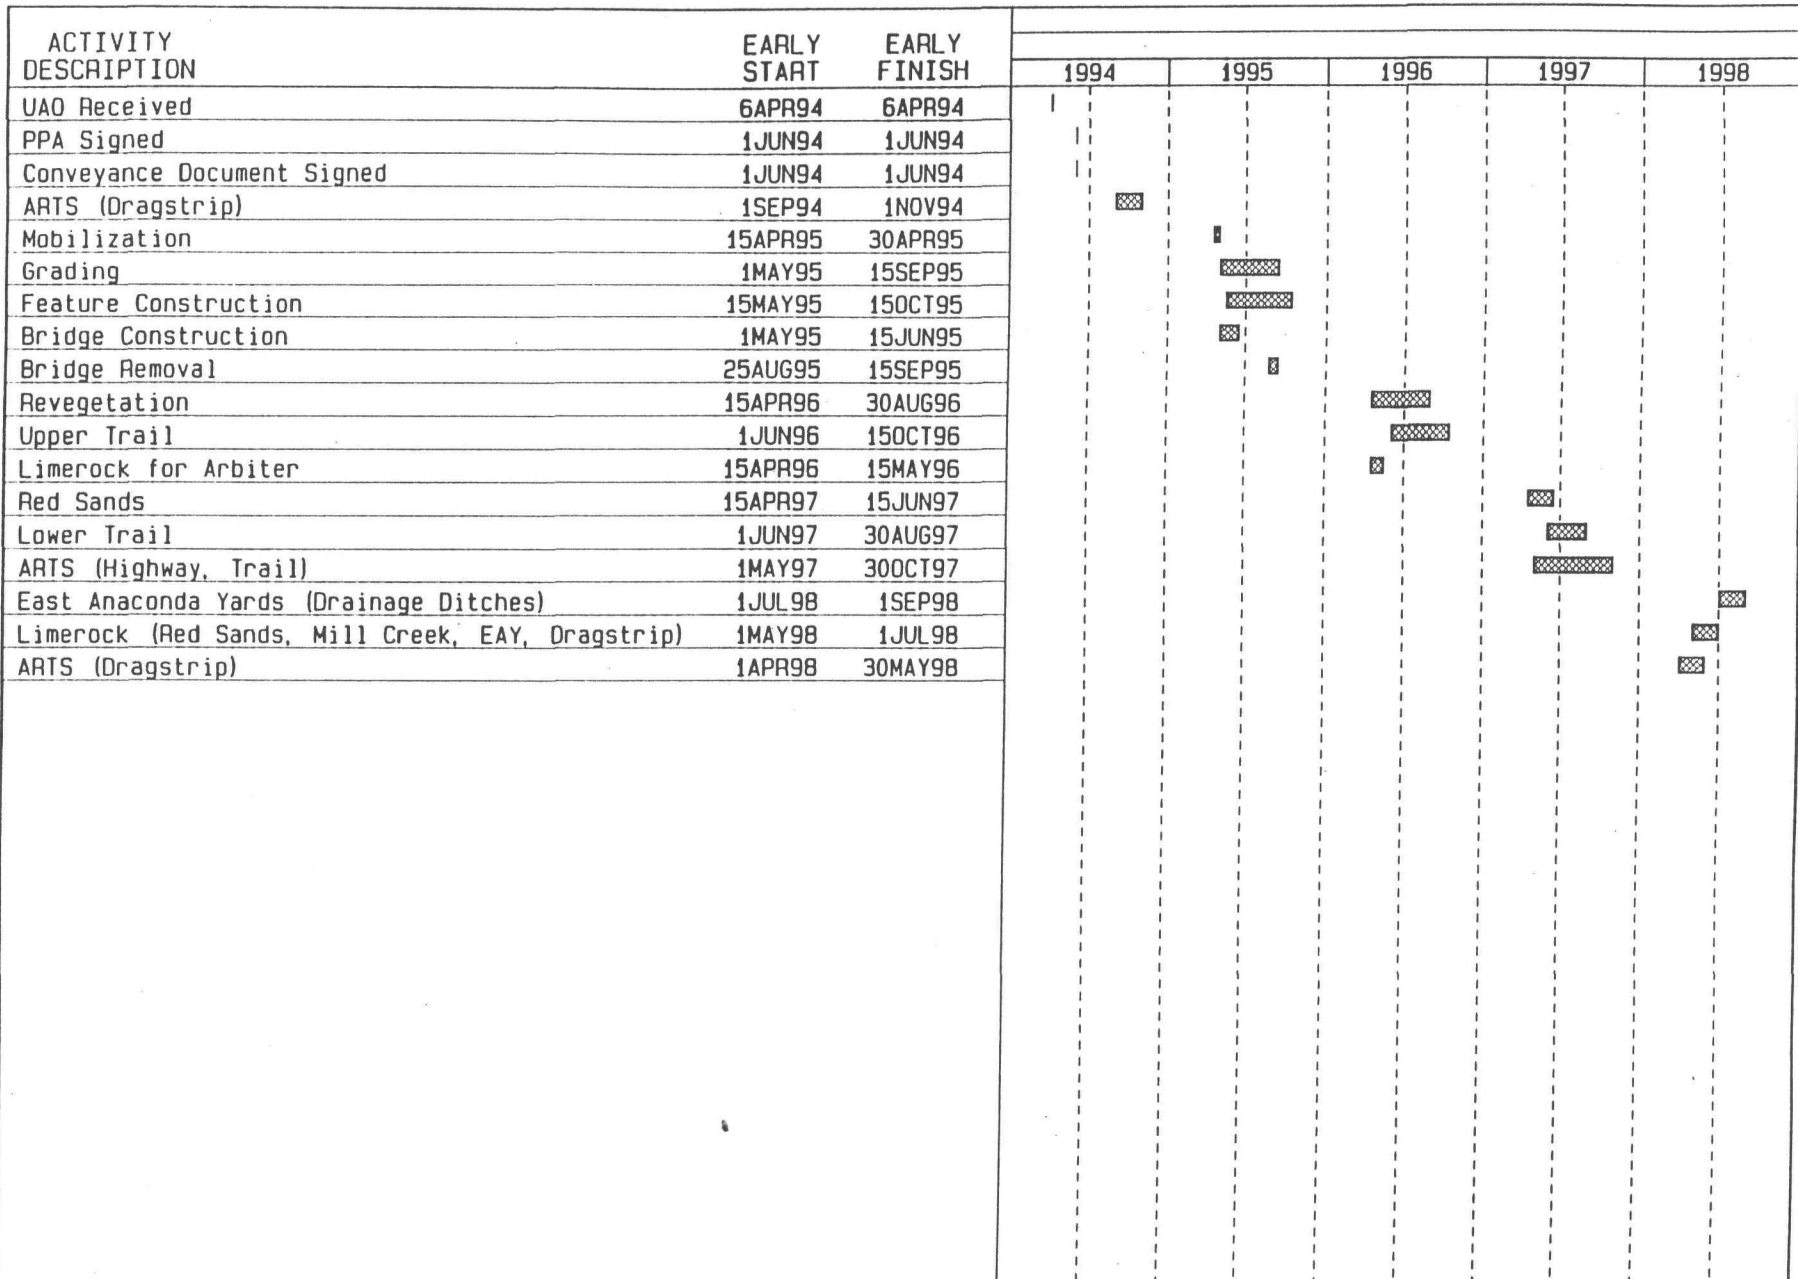 ACTIVITY DESCRIPTION EARLY START EARLY FINISH
1994 1995 1996 1997 1998
UAO Received 6APR94 6APR94
PPA Signed 1JUN94 1JUN94
Conveyance Document Signed 1JUN94 1JUN94
ARTS (Dragstrip) 1SEP94 1NOV94
Mobilization 15APR95 30APR95
Grading 1MAY95 15SEP95
Feature Construction 15MAY95 15OCT95
Bridge Construction 1MAY95 15JUN95
Bridge Removal 25AUG95 15SEP95
Revegetation 15APR96 30AUG96
Upper Trail 1JUN96 15OCT96
Limerock for Arbiter 15APR96 15MAY96
Red Sands 15APR97 15JUN97
Lower Trail 1JUN97 30AUG97
ARTS (Highway, Trail) 1MAY97 30OCT97
East Anaconda Yards (Drainage Ditches) 1JUL98 1SEP98
Limerock (Red Sands, Mill Creek, EAY, Dragstrip) 1MAY98 1JUL98
ARTS (Dragstrip) 1APR98 30MAY98